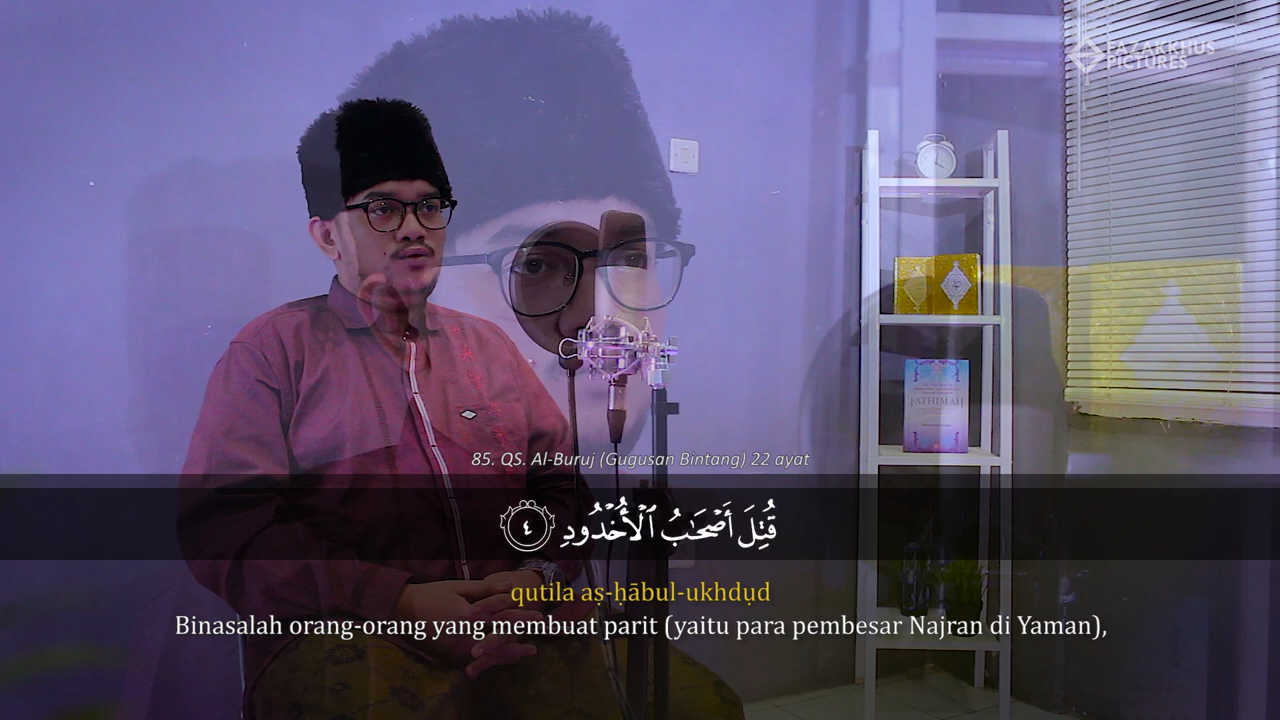 FAZAKKHUS
PICTURES
FATHIMAH
85. QS. Al-Buruj (Gugusan Bintang) 22 ayat
قُتِلَ أَصْحَـٰبُ ٱلْأُخْدُودِ ٤
qutila aṣ-ḥābul-ukhdụd
Binasalah orang-orang yang membuat parit (yaitu para pembesar Najran di Yaman),